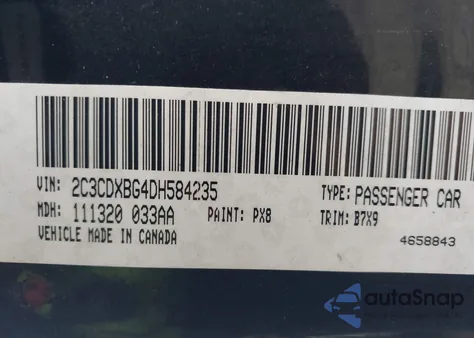 VIN: 2C3CDXBG4DH584235 TYPE: PASSENGER CAR
MDH: 111320 033AA PAINT: PX8 TRIM: B7X9
VEHICLE MADE IN CANADA 4658843
autoSnap